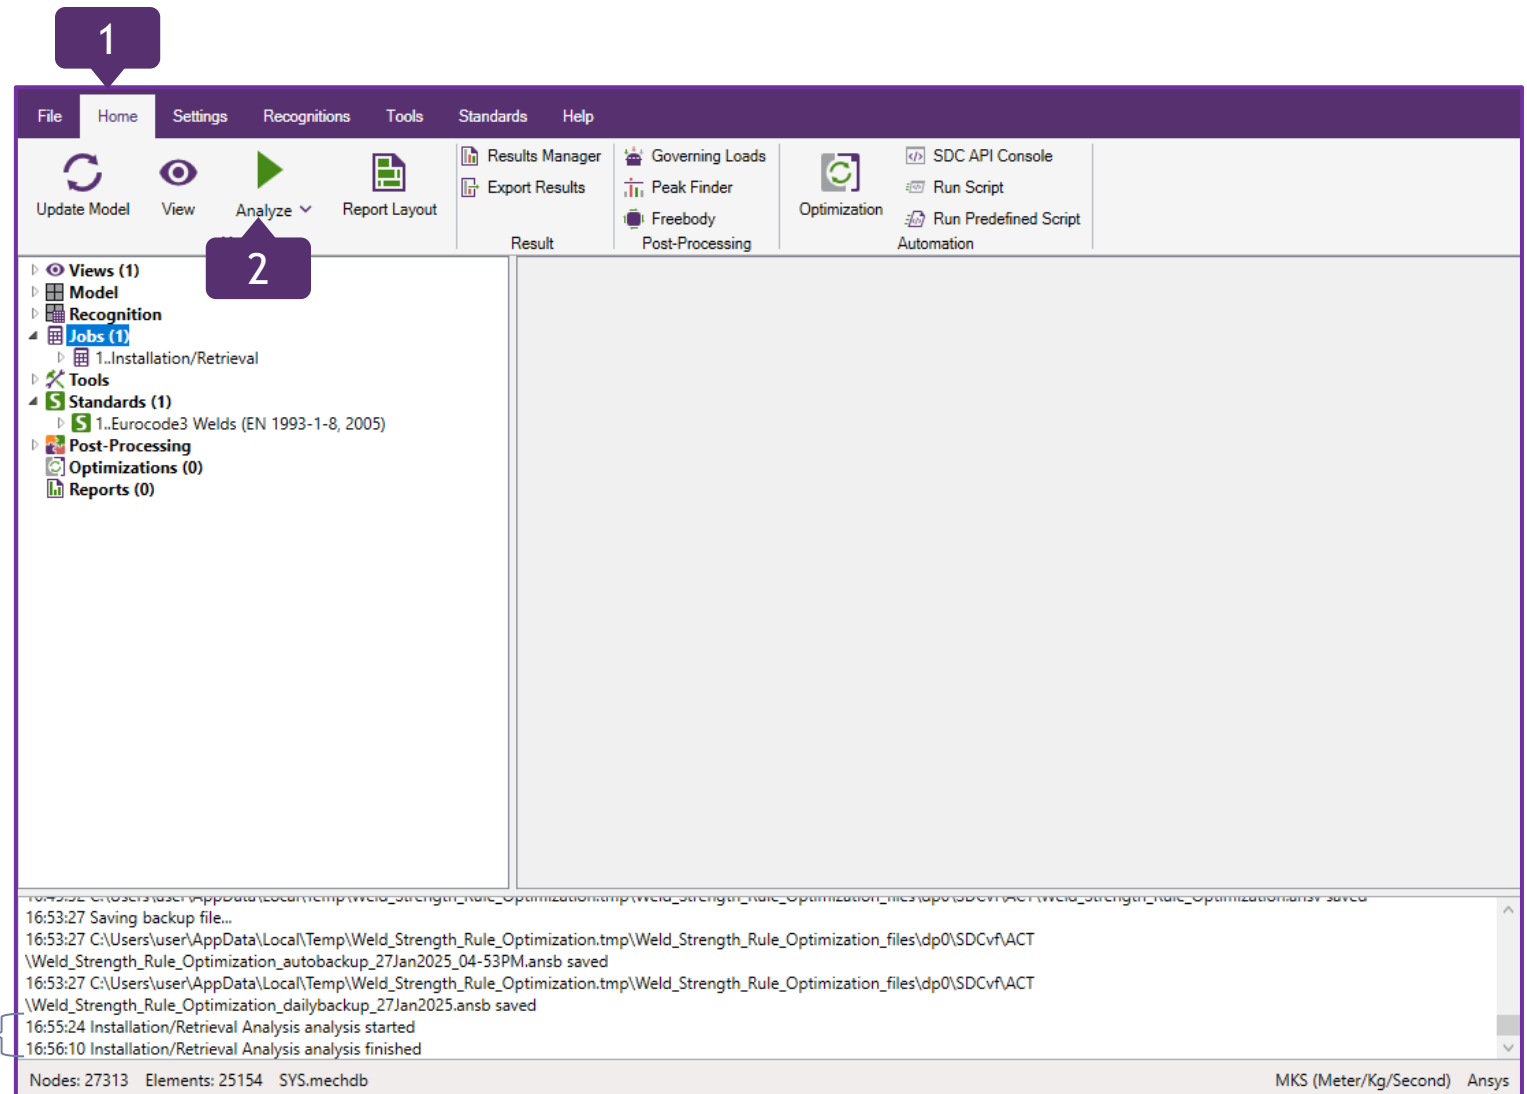 1
File Home Settings Recognitions Tools Standards Help
Update Model View Analyze Report Layout
Results Manager
Export Results
Result
Governing Loads
Peak Finder
Freebody
Post-Processing
Optimization
SDC API Console
Run Script
Run Predefined Script
Automation
2
Views (1)
Model
Recognition
Jobs (1)
1..Installation/Retrieval
Tools
Standards (1)
1..Eurocode3 Welds (EN 1993-1-8, 2005)
Post-Processing
Optimizations (0)
Reports (0)
16:53:27 Saving backup file...
16:53:27 C:\Users\user\AppData\Local\Temp\Weld_Strength_Rule_Optimization.tmp\Weld_Strength_Rule_Optimization_files\dp0\SDCvf\ACT
\Weld_Strength_Rule_Optimization_autobackup_27Jan2025_04-53PM.ansb saved
16:53:27 C:\Users\user\AppData\Local\Temp\Weld_Strength_Rule_Optimization.tmp\Weld_Strength_Rule_Optimization_files\dp0\SDCvf\ACT
\Weld_Strength_Rule_Optimization_dailybackup_27Jan2025.ansb saved
16:55:24 Installation/Retrieval Analysis analysis started
16:56:10 Installation/Retrieval Analysis analysis finished
Nodes: 27313 Elements: 25154 SYS.mechdb MKS (Meter/Kg/Second) Ansys